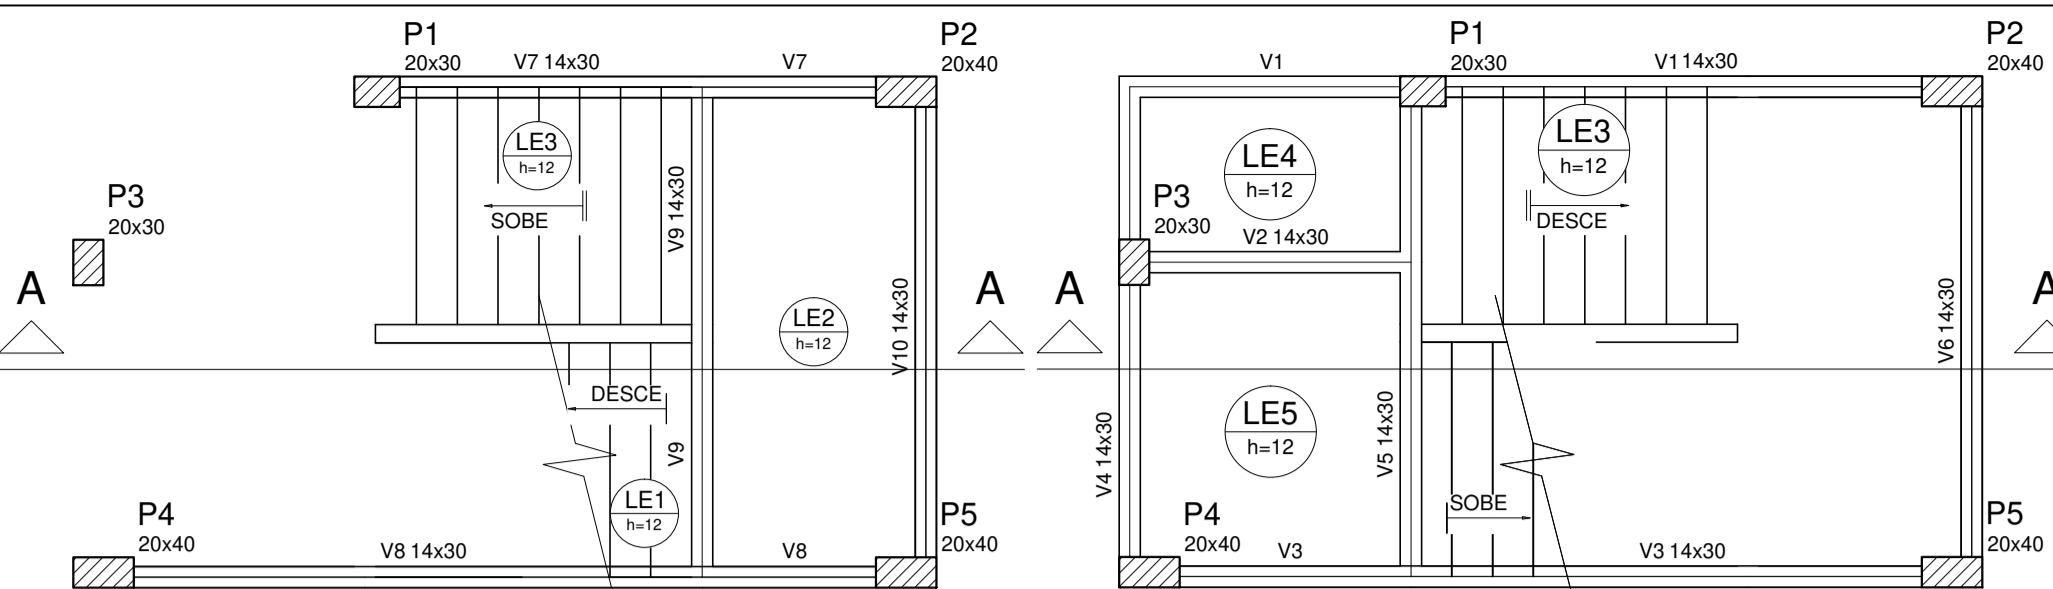 P1
20x30
V7 14x30
V7
P2
20x40
LE3
h=12
SOBE
V9 14x30
P3
20x30
A
LE2
h=12
V10 14x30
A
DESCE
V9
LE1
h=12
P4
20x40
V8 14x30
V8
P5
20x40
V1
P1
20x30
V114x30
P2
20x40
LE4
h=12
LE3
h=12
P3
20x30
DESCE
V2 14x30
A
V6 14x30
A
V4 14x30
LE5
h=12
V5 14x30
SOBE
P4
20x40
V3
V3 14x30
P5
20x40